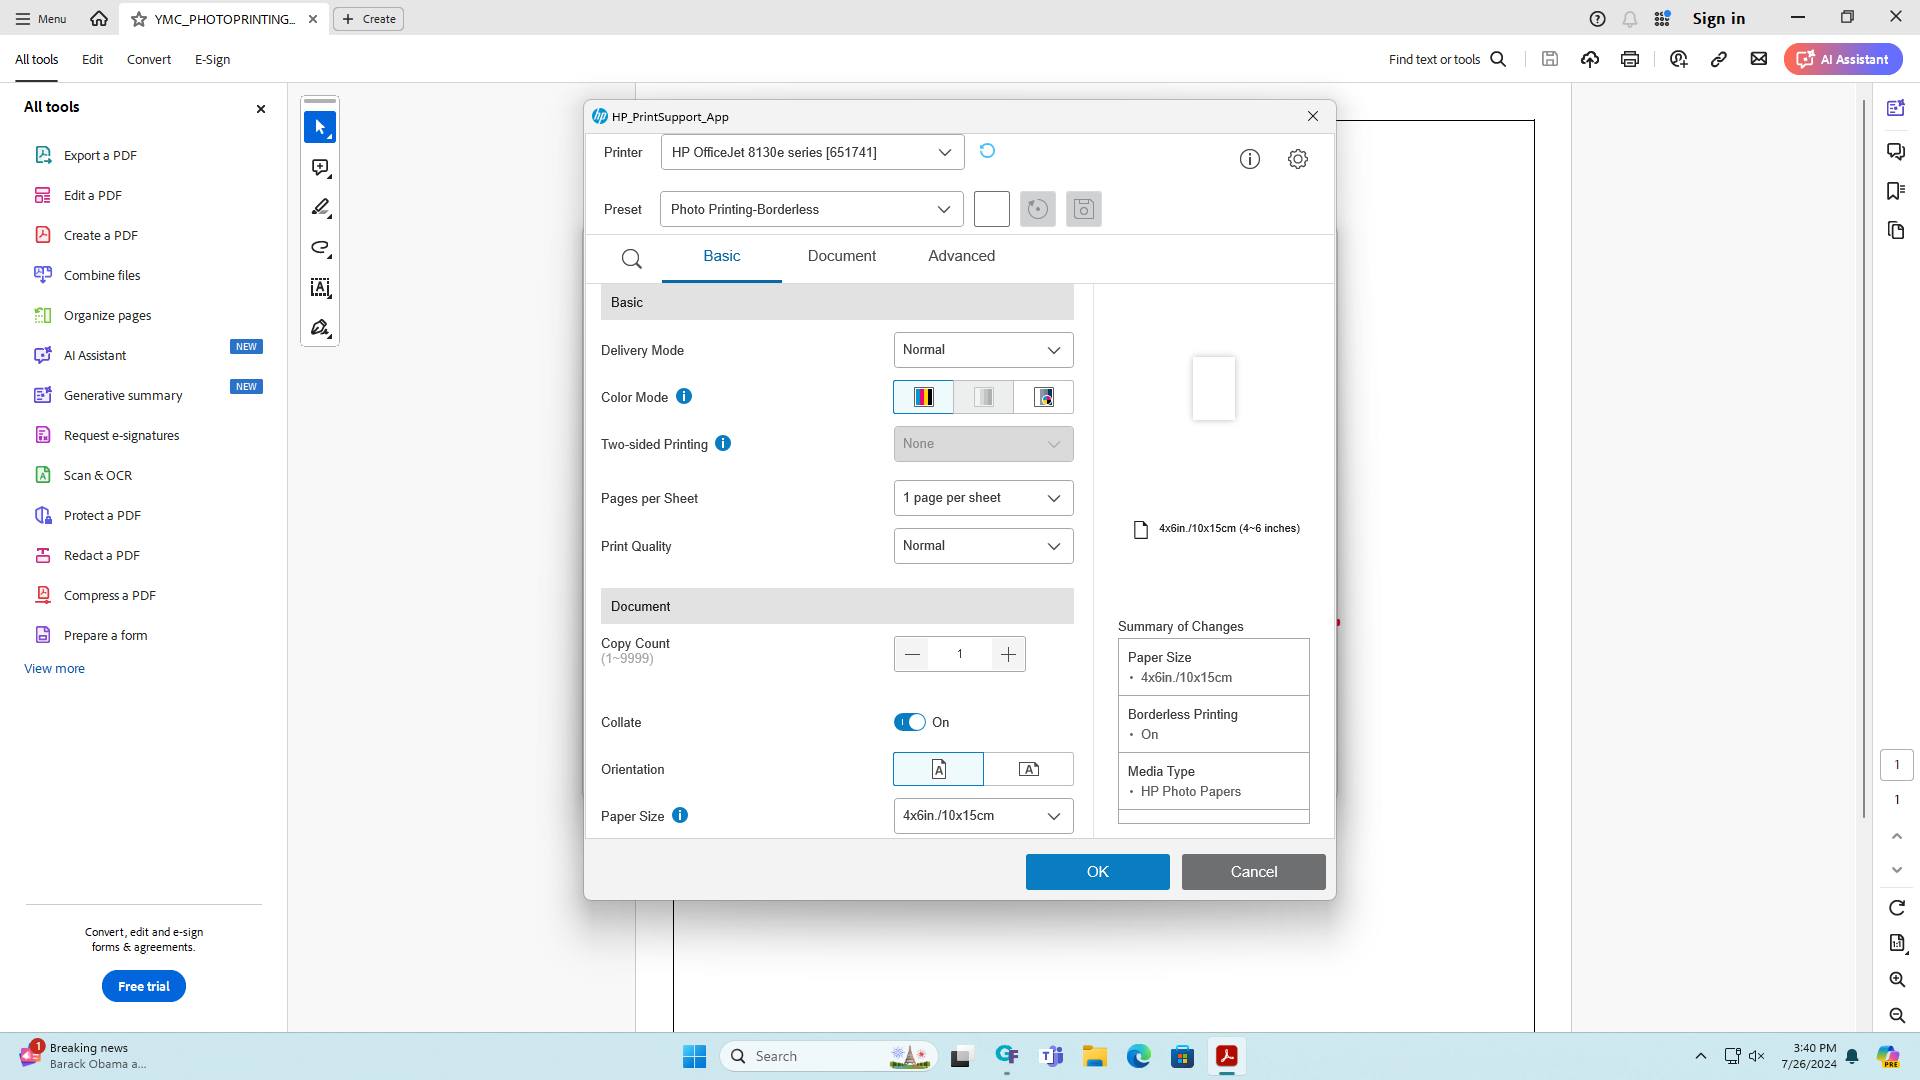 Menu
YMC_PHOTOPRINTING...
Create
Sign in
All tools
Edit
Convert
E-Sign
Find text or tools
AI Assistant
All tools
Export a PDF
Edit a PDF
Create a PDF
Combine files
Organize pages
AI Assistant
NEW
Generative summary
NEW
Request e-signatures
Scan & OCR
Protect a PDF
Redact a PDF
Compress a PDF
Prepare a form
View more
Convert, edit and e-sign
forms & agreements.
Free trial
HP_PrintSupport_App
Printer
HP OfficeJet 8130e series [651741]
Preset
Photo Printing-Borderless
Basic
Document
Advanced
Basic
Delivery Mode
Normal
Color Mode
Two-sided Printing
None
Pages per Sheet
1 page per sheet
Print Quality
Normal
Document
Copy Count
(1~9999)
1
Collate
On
Orientation
Paper Size
4x6in./10x15cm
4x6in./10x15cm (4~6 inches)
Summary of Changes
Paper Size
• 4x6in./10x15cm
Borderless Printing
• On
Media Type
• HP Photo Papers
OK
Cancel
1
1
1
Breaking news
Barack Obama a...
Search
3:40 PM
7/26/2024
PRE